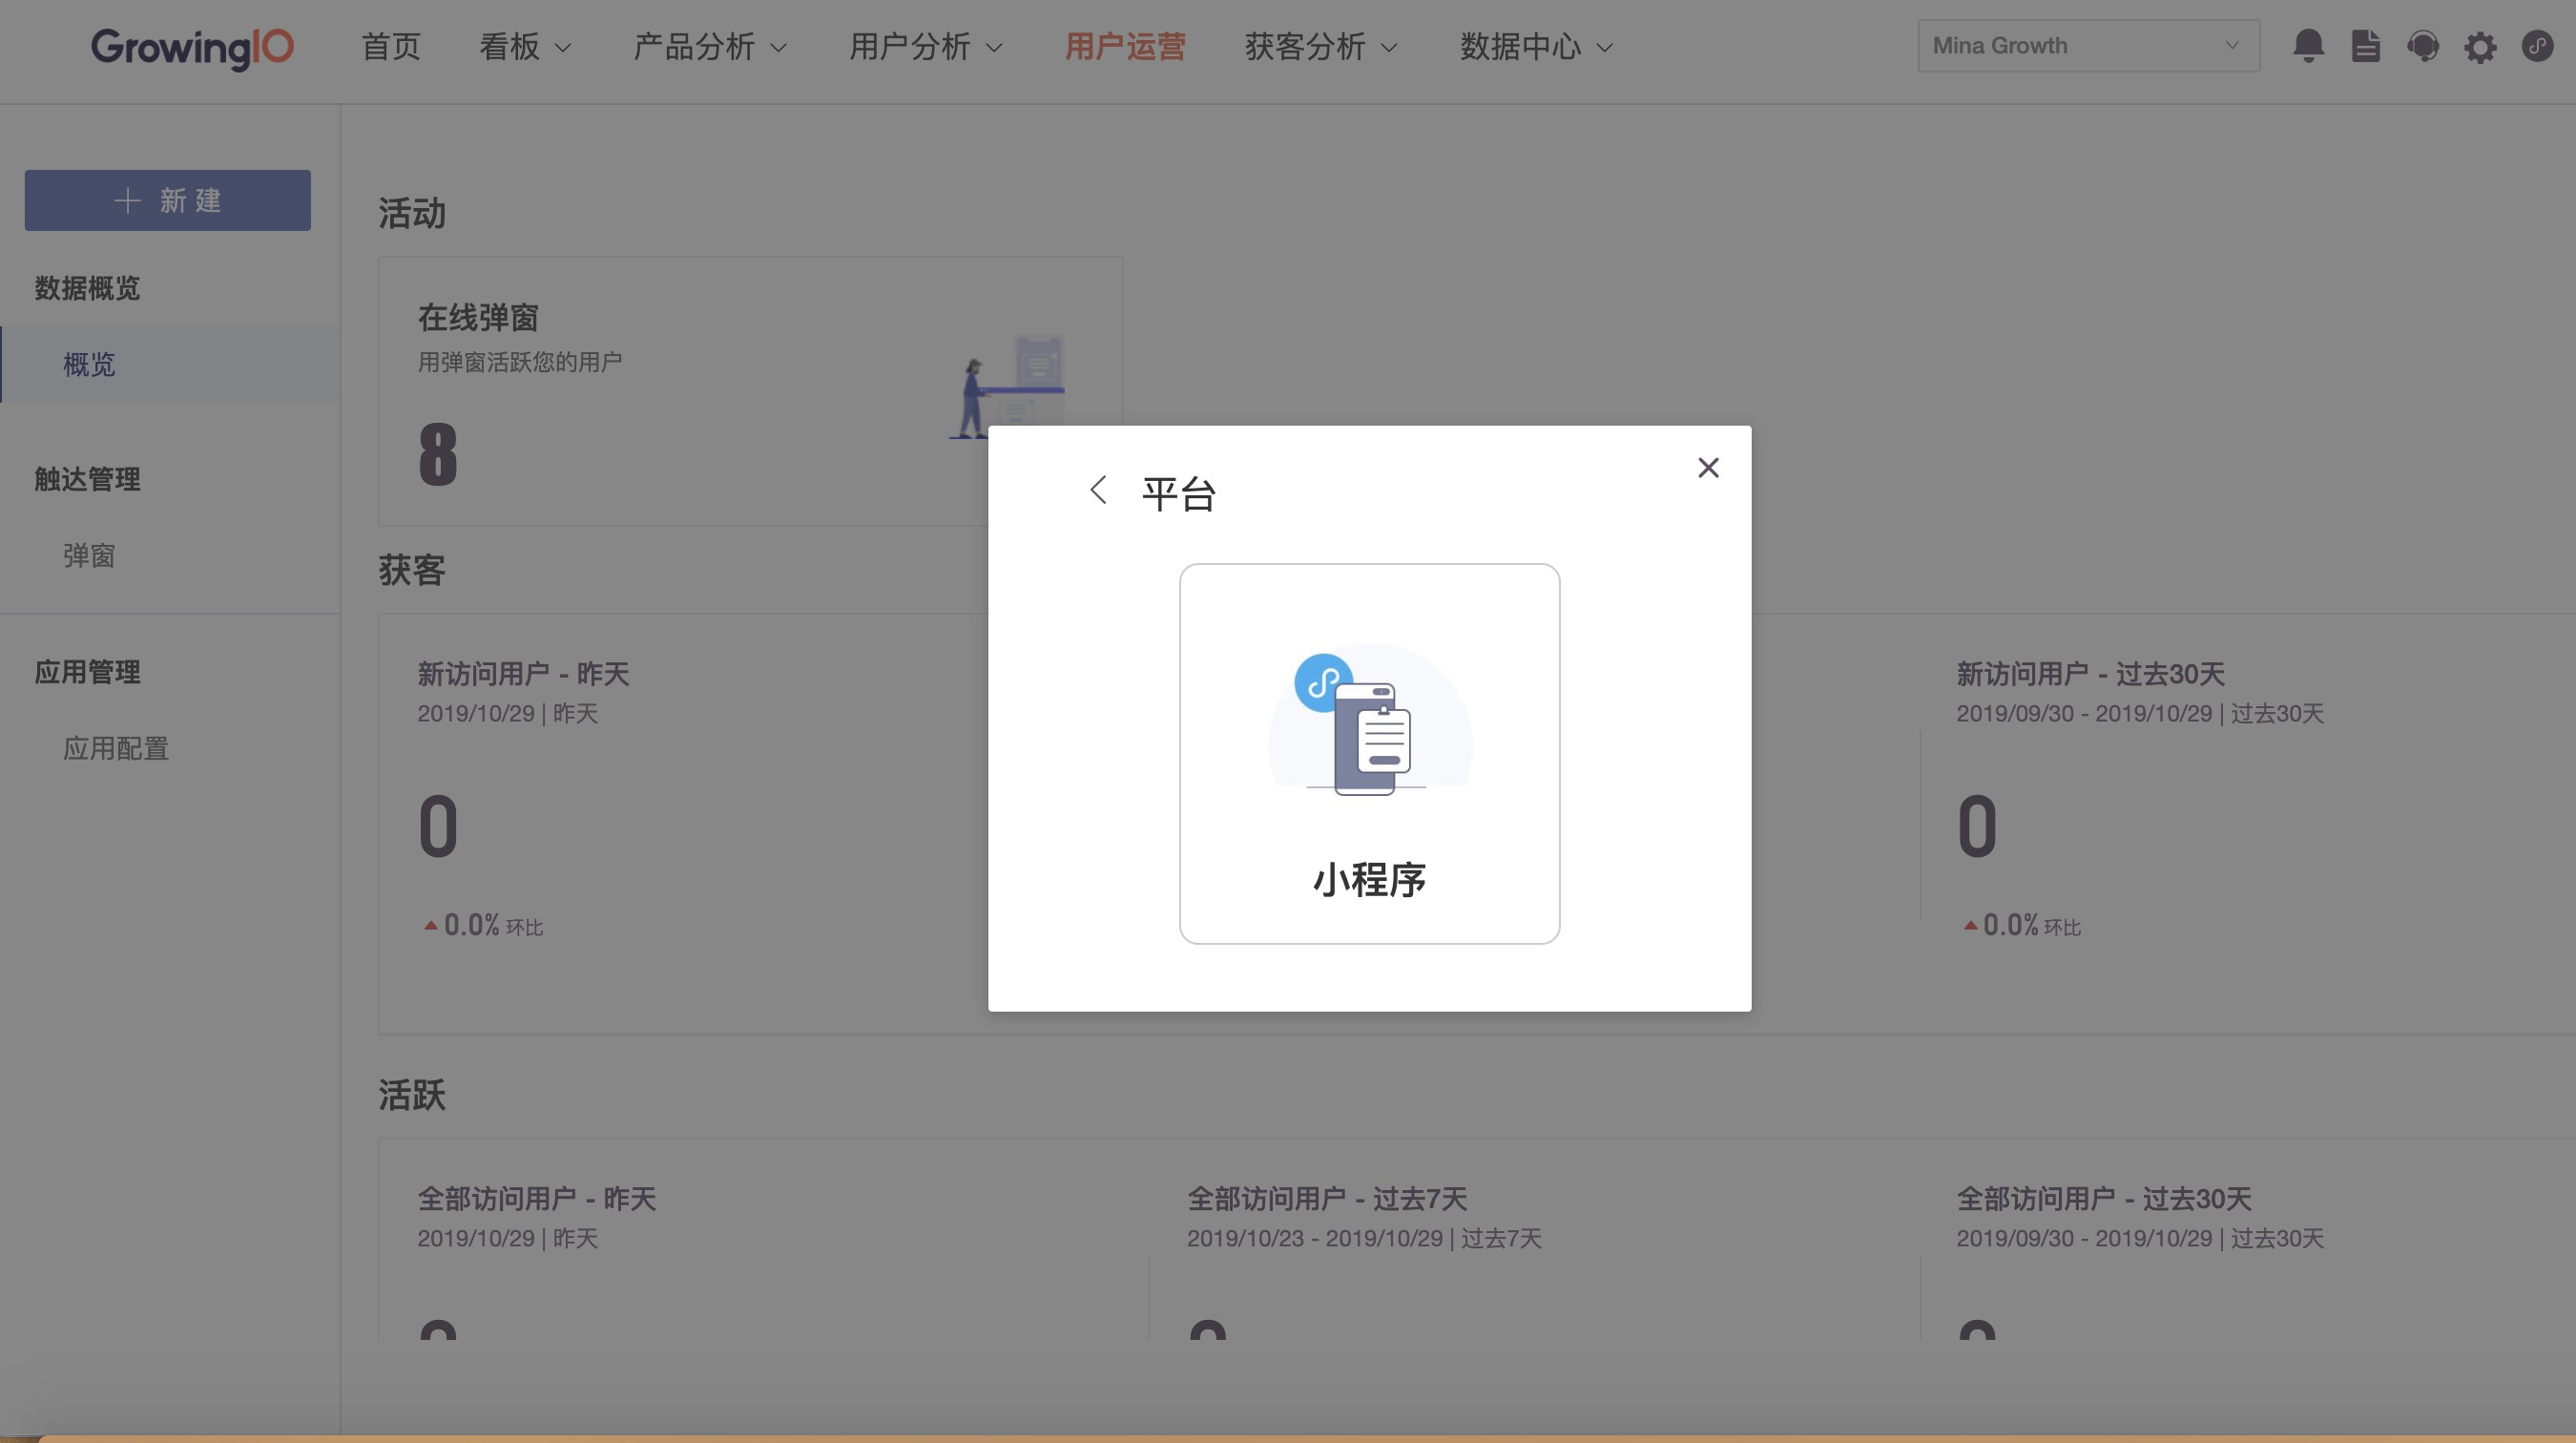 GrowingIO 首页 看板 产品分析 用户分析 用户运营 获客分析 数据中心 Mina Growth
新建
数据概览
概览
触达管理
弹窗
应用管理
应用配置
活动
在线弹窗
用弹窗活跃您的用户
8
获客
新访问用户 - 昨天
2019/10/29 | 昨天
0
0.0% 环比
新访问用户 - 过去30天
2019/09/30 - 2019/10/29 | 过去30天
0
0.0% 环比
平台
小程序
活跃
全部访问用户 - 昨天
2019/10/29 | 昨天
全部访问用户 - 过去7天
2019/10/23 - 2019/10/29 | 过去7天
全部访问用户 - 过去30天
2019/09/30 - 2019/10/29 | 过去30天